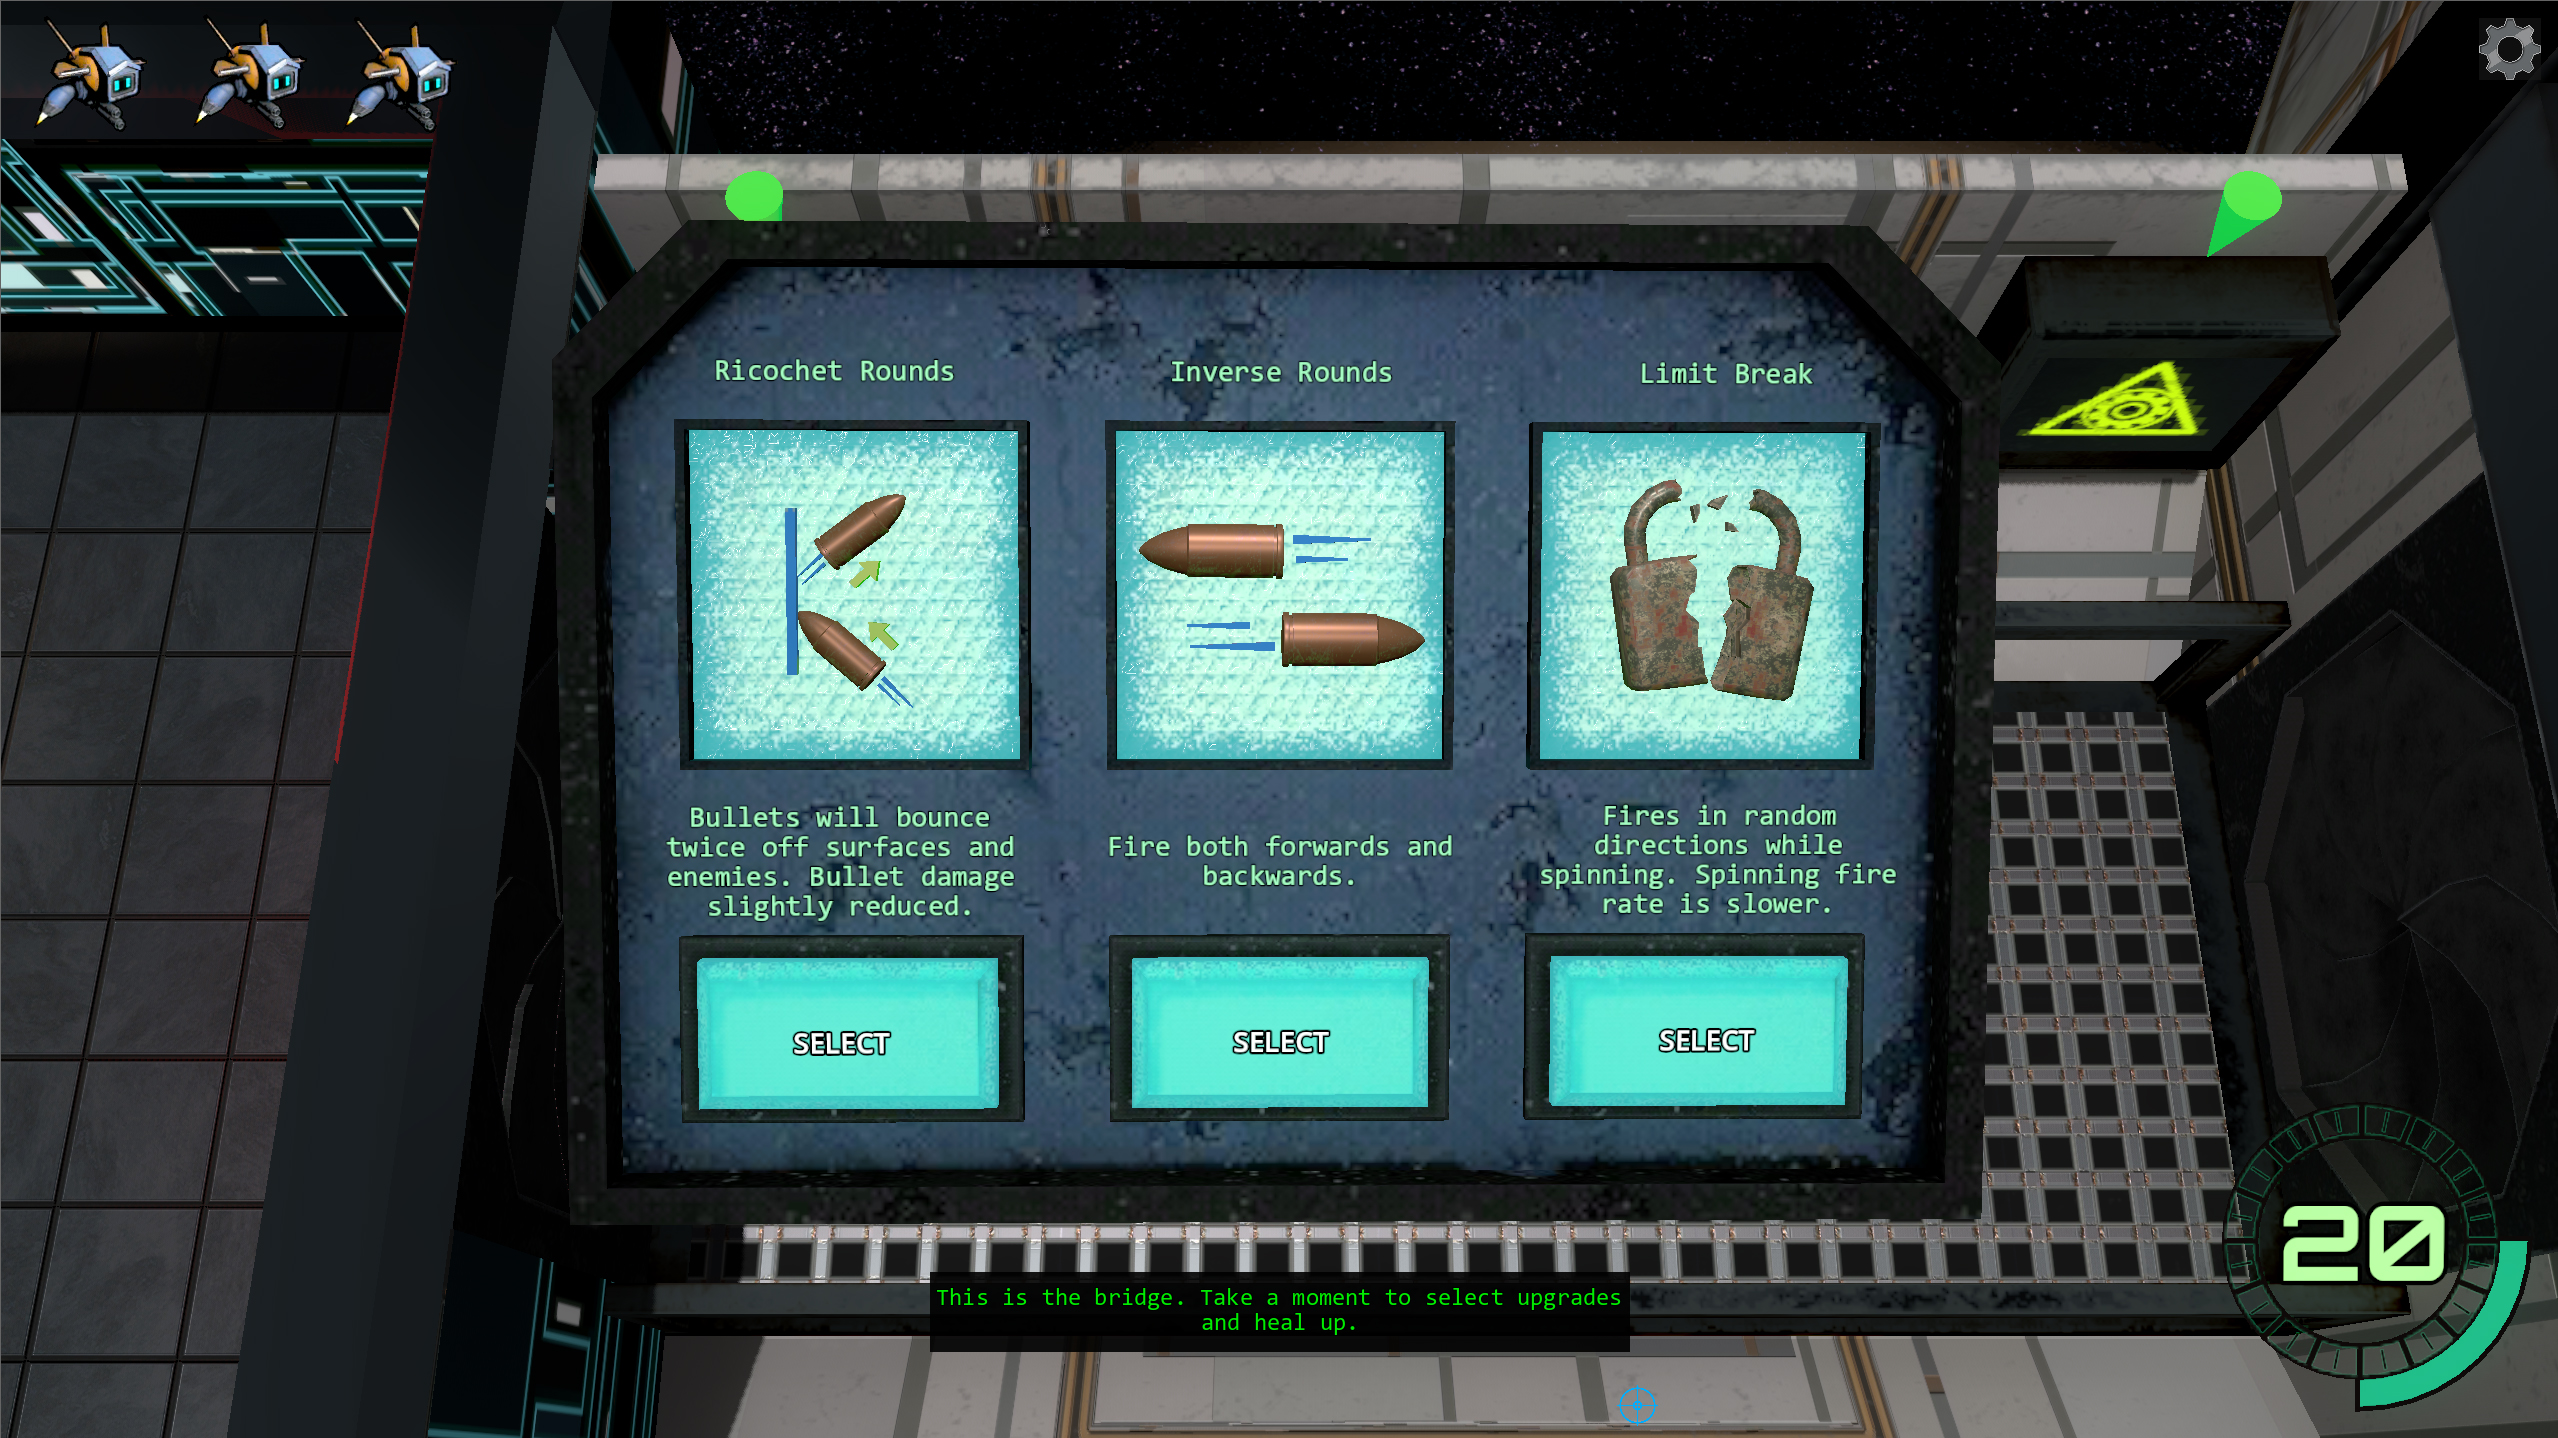 Ricochet Rounds
Inverse Rounds
Limit Break
Bullets will bounce
twice off surfaces and
enemies. Bullet damage
slightly reduced.
Fire both forwards and
backwards.
Fires in random
directions while
spinning. Spinning fire
rate is slower.
SELECT
SELECT
SELECT
This is the bridge. Take a moment to select upgrades
and heal up.
20